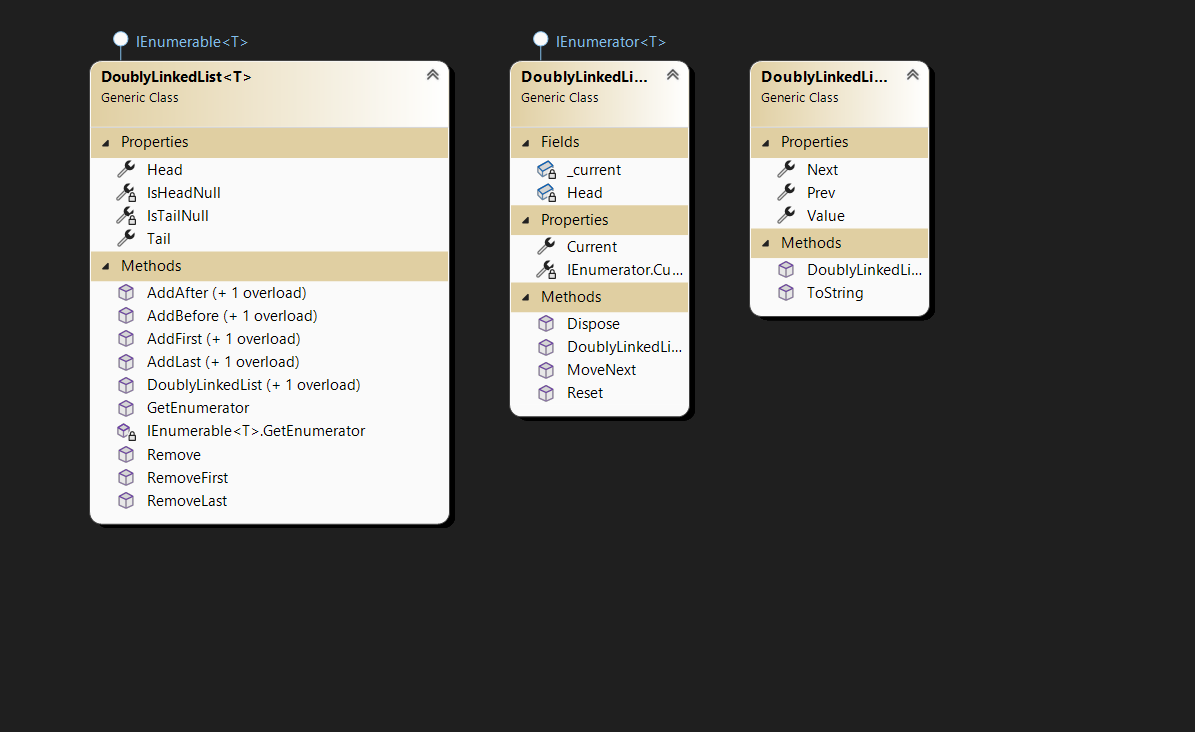 IEnumerable<T>
DoublyLinkedList<T>
Generic Class
Properties
Head
IsHeadNull
IsTailNull
Tail
Methods
AddAfter (+ 1 overload)
AddBefore (+ 1 overload)
AddFirst (+ 1 overload)
AddLast (+ 1 overload)
DoublyLinkedList (+ 1 overload)
GetEnumerator
IEnumerable<T>.GetEnumerator
Remove
RemoveFirst
RemoveLast
IEnumerator<T>
DoublyLinkedLi...
Generic Class
Fields
_current
Head
Properties
Current
IEnumerator.Cu...
Methods
Dispose
DoublyLinkedLi...
MoveNext
Reset
DoublyLinkedLi...
Generic Class
Properties
Next
Prev
Value
Methods
DoublyLinkedLi...
ToString